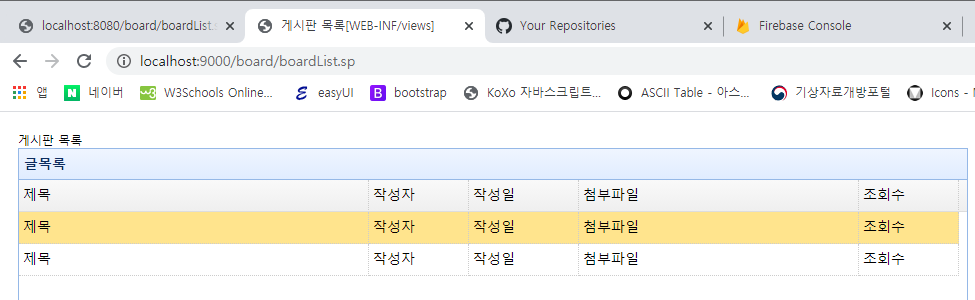 localhost:8080/board/boardList.s
게시판 목록[WEB-INF/views]
Your Repositories
Firebase Console
localhost:9000/board/boardList.sp
앱 네이버 W3Schools Online... easyUI bootstrap KoXo 자바스크립트... ASCII Table - 아스... 기상자료개방포털 Icons -
게시판 목록
글목록
제목 작성자 작성일 첨부파일 조회수
제목 작성자 작성일 첨부파일 조회수
제목 작성자 작성일 첨부파일 조회수